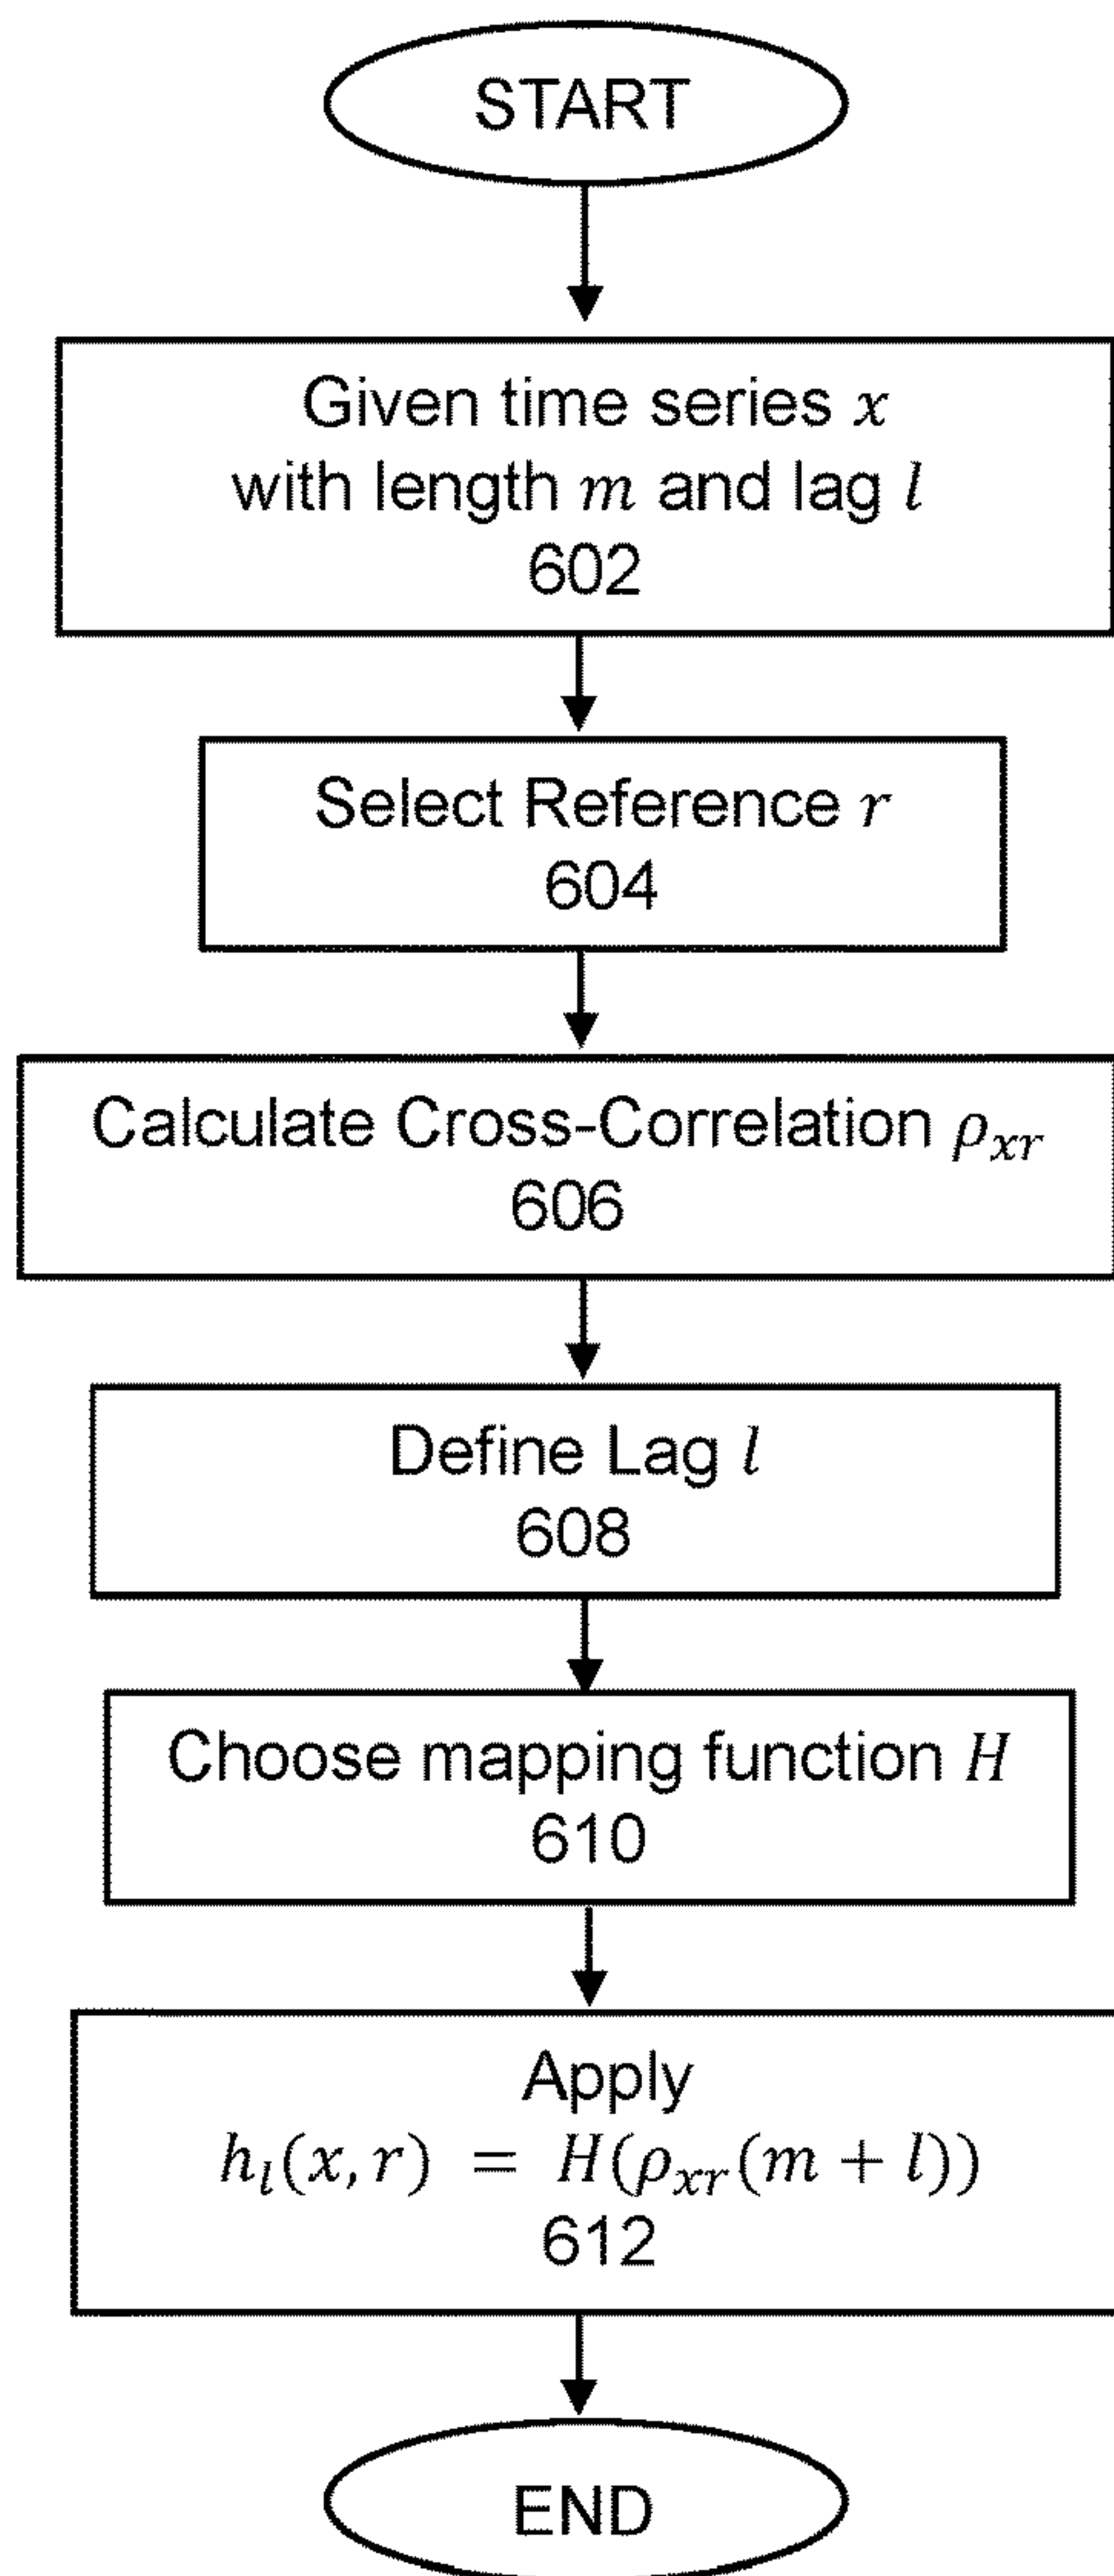 START
Given time series x
with length m and lag l
602
Select Reference r
604
Calculate Cross-Correlation ρ_xr
606
Define Lag l
608
Choose mapping function H
610
Apply
h_l(x, r) = H(ρ_xr(m + l))
612
END